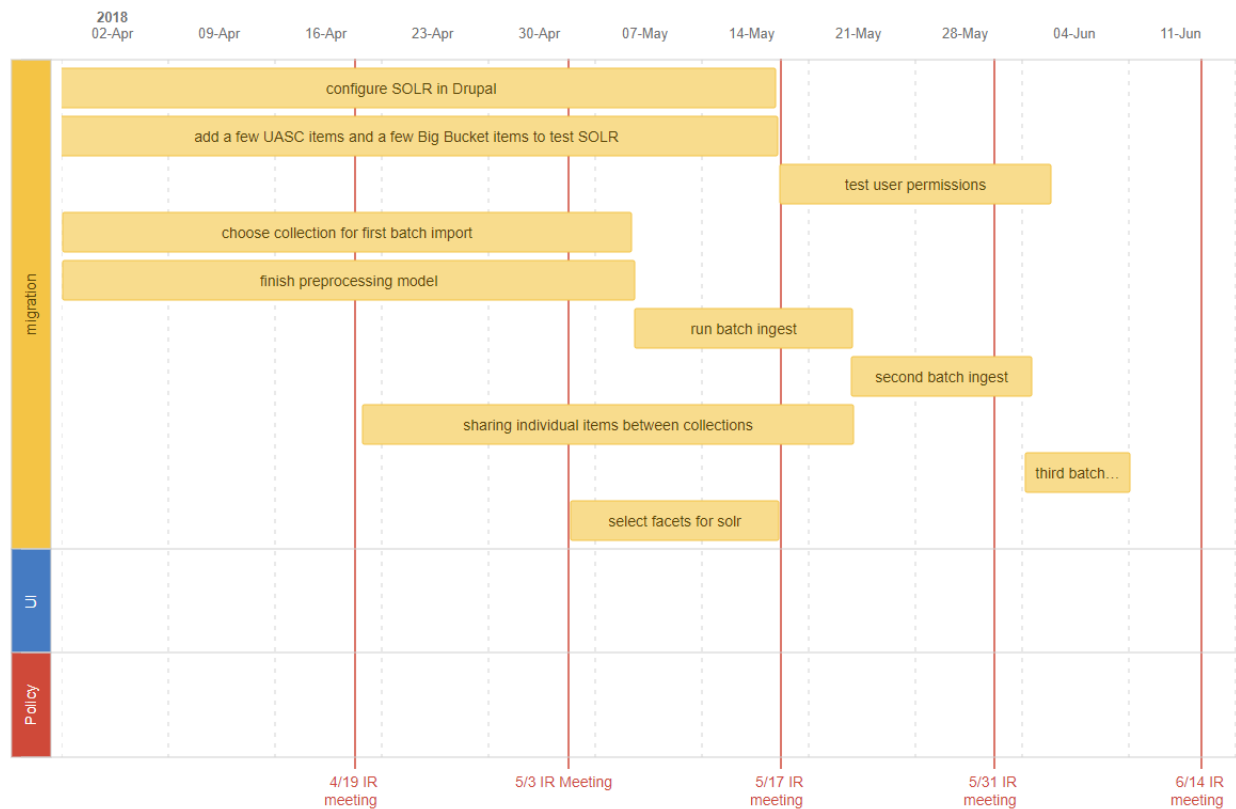 2018
02-Apr 09-Apr 16-Apr 23-Apr 30-Apr 07-May 14-May 21-May 28-May 04-Jun 11-Jun
migration
configure SOLR in Drupal
add a few UASC items and a few Big Bucket items to test SOLR
test user permissions
choose collection for first batch import
finish preprocessing model
run batch ingest
second batch ingest
sharing individual items between collections
third batch...
select facets for solr
UI
Policy
4/19 IR
meeting
5/3 IR Meeting
5/17 IR
meeting
5/31 IR
meeting
6/14 IR
meeting